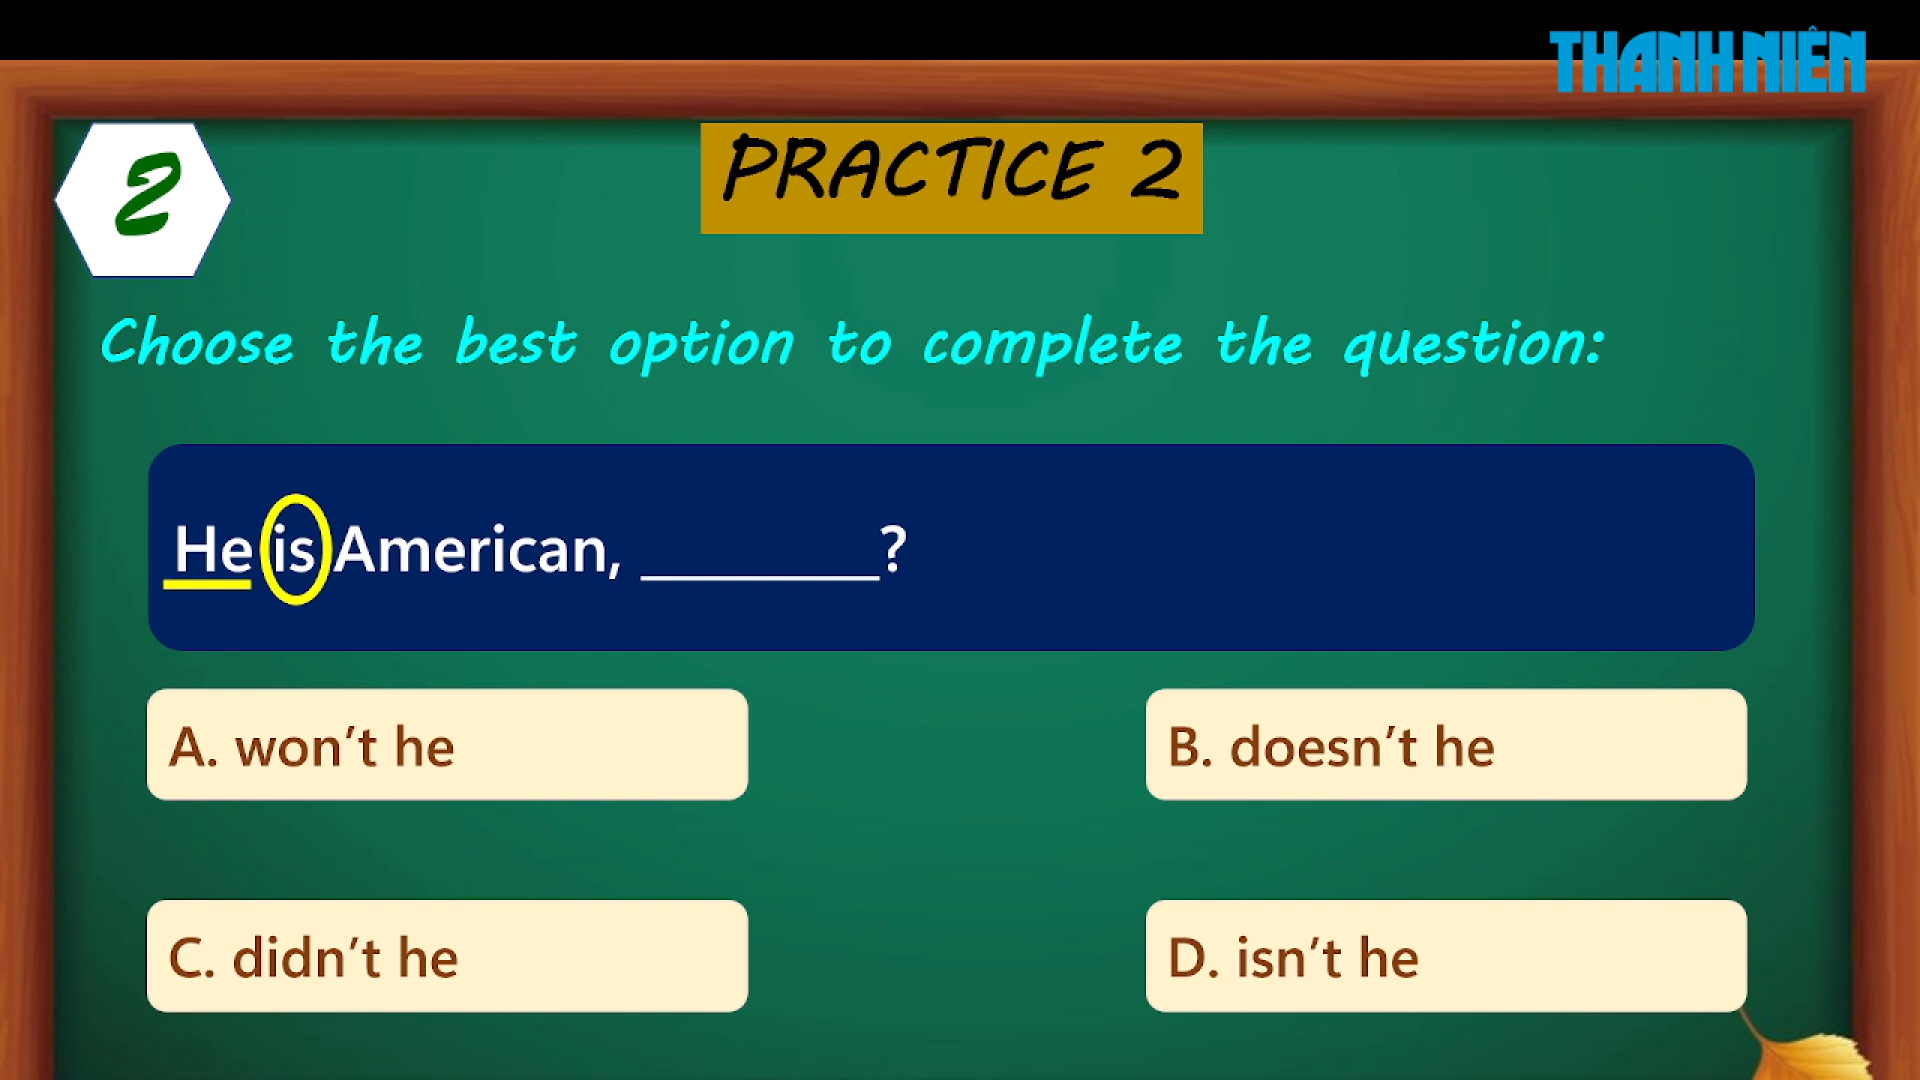 THANH NIÊN
2
PRACTICE 2
Choose the best option to complete the question:
He is American, ________?
A. won’t he
B. doesn’t he
C. didn’t he
D. isn’t he